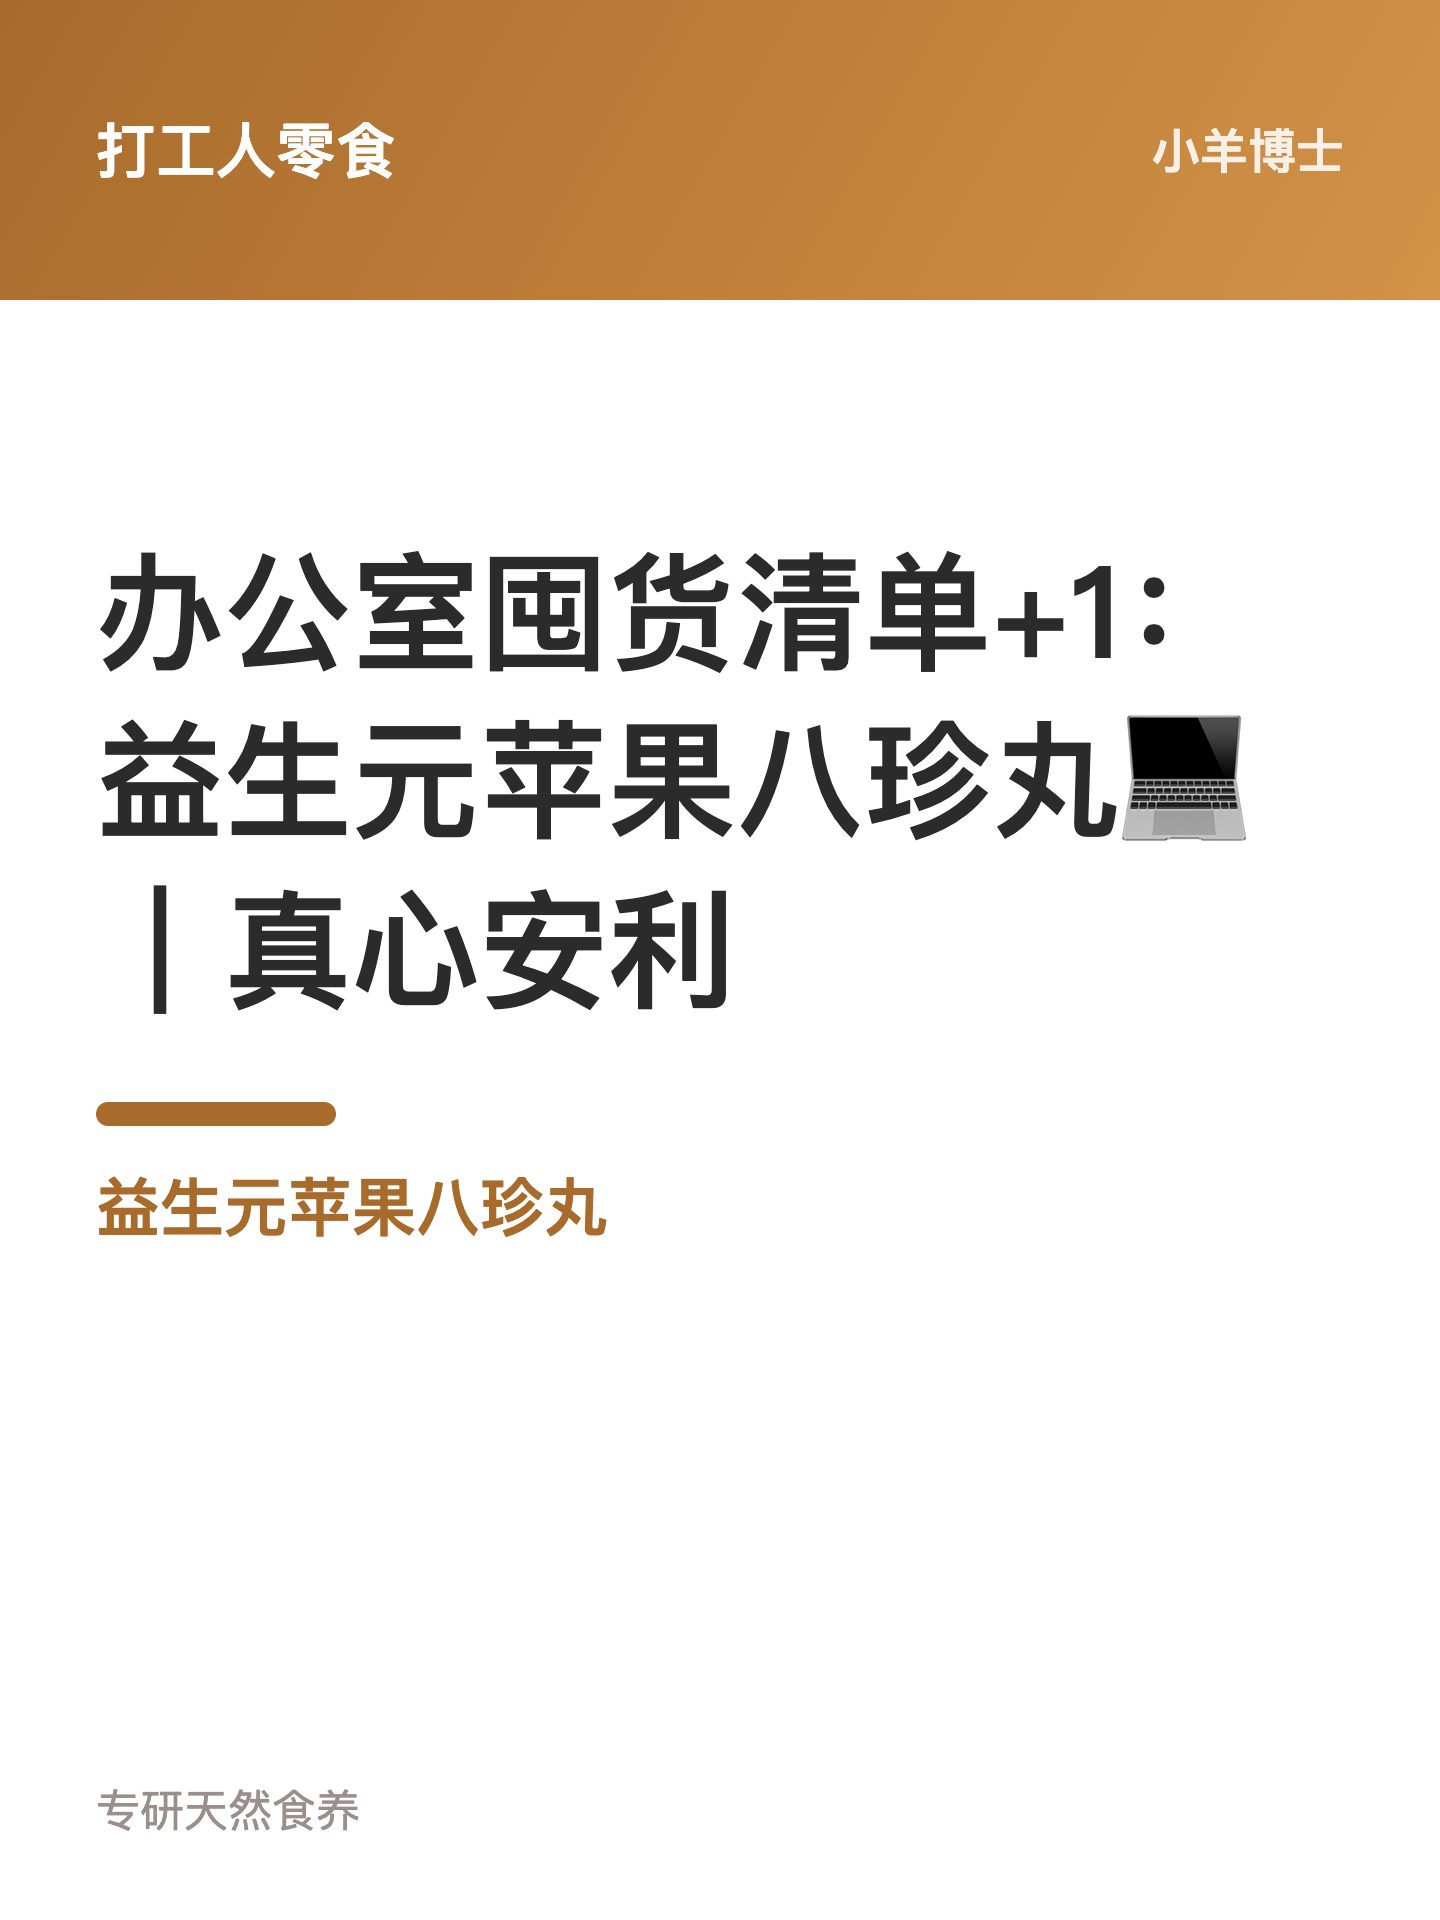 打工人零食
小羊博士
办公室囤货清单+1：
益生元苹果八珍丸💻
｜真心安利
益生元苹果八珍丸
专研天然食养